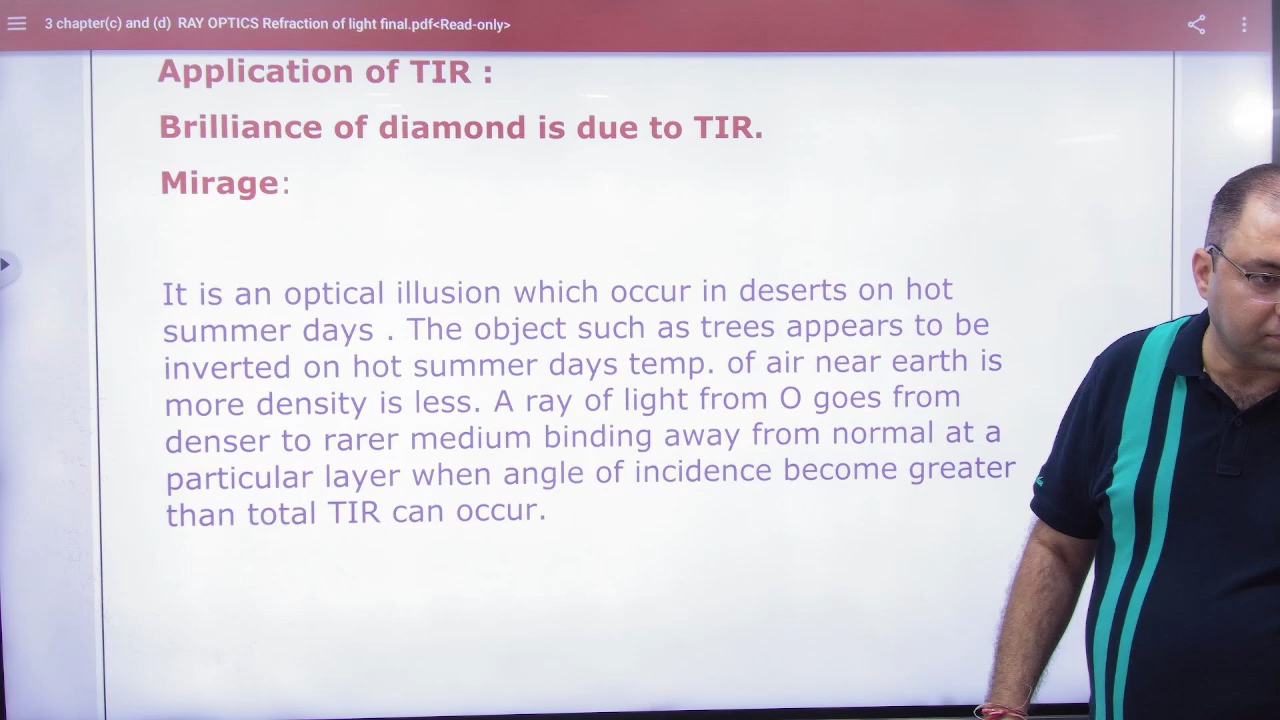 3 chapter(c) and (d) RAY OPTICS Refraction of light final.pdf<Read-only>
Application of TIR :
Brilliance of diamond is due to TIR.
Mirage:
It is an optical illusion which occur in deserts on hot
summer days . The object such as trees appears to be
inverted on hot summer days temp. of air near earth is
more density is less. A ray of light from O goes from
denser to rarer medium binding away from normal at a
particular layer when angle of incidence become greater
than total TIR can occur.